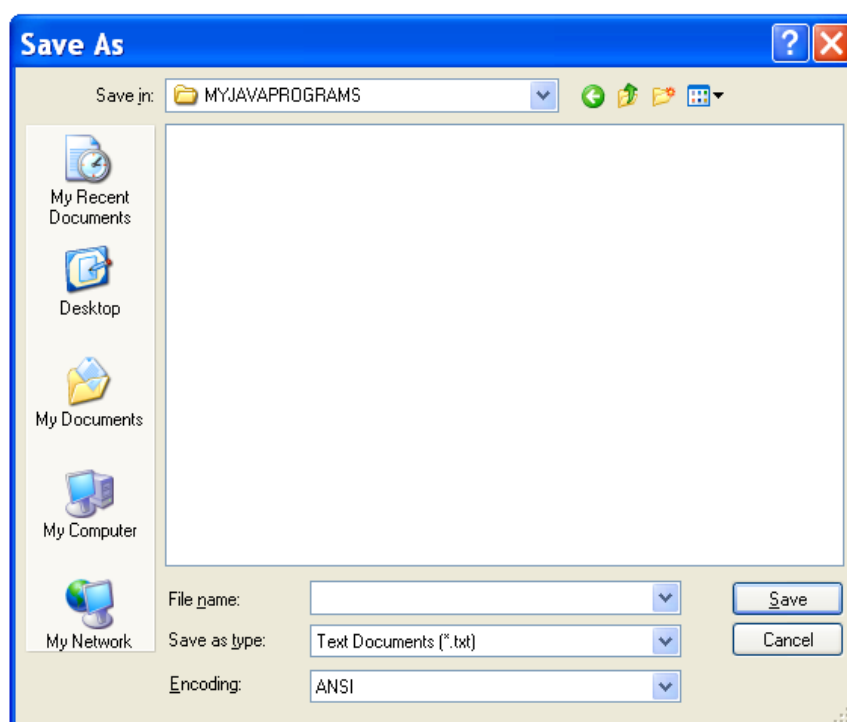 Save As
Save in: MYJAVAPROGRAMS
My Recent
Documents
Desktop
My Documents
My Computer
My Network
File name:
Save
Save as type: Text Documents (*.txt)
Cancel
Encoding: ANSI